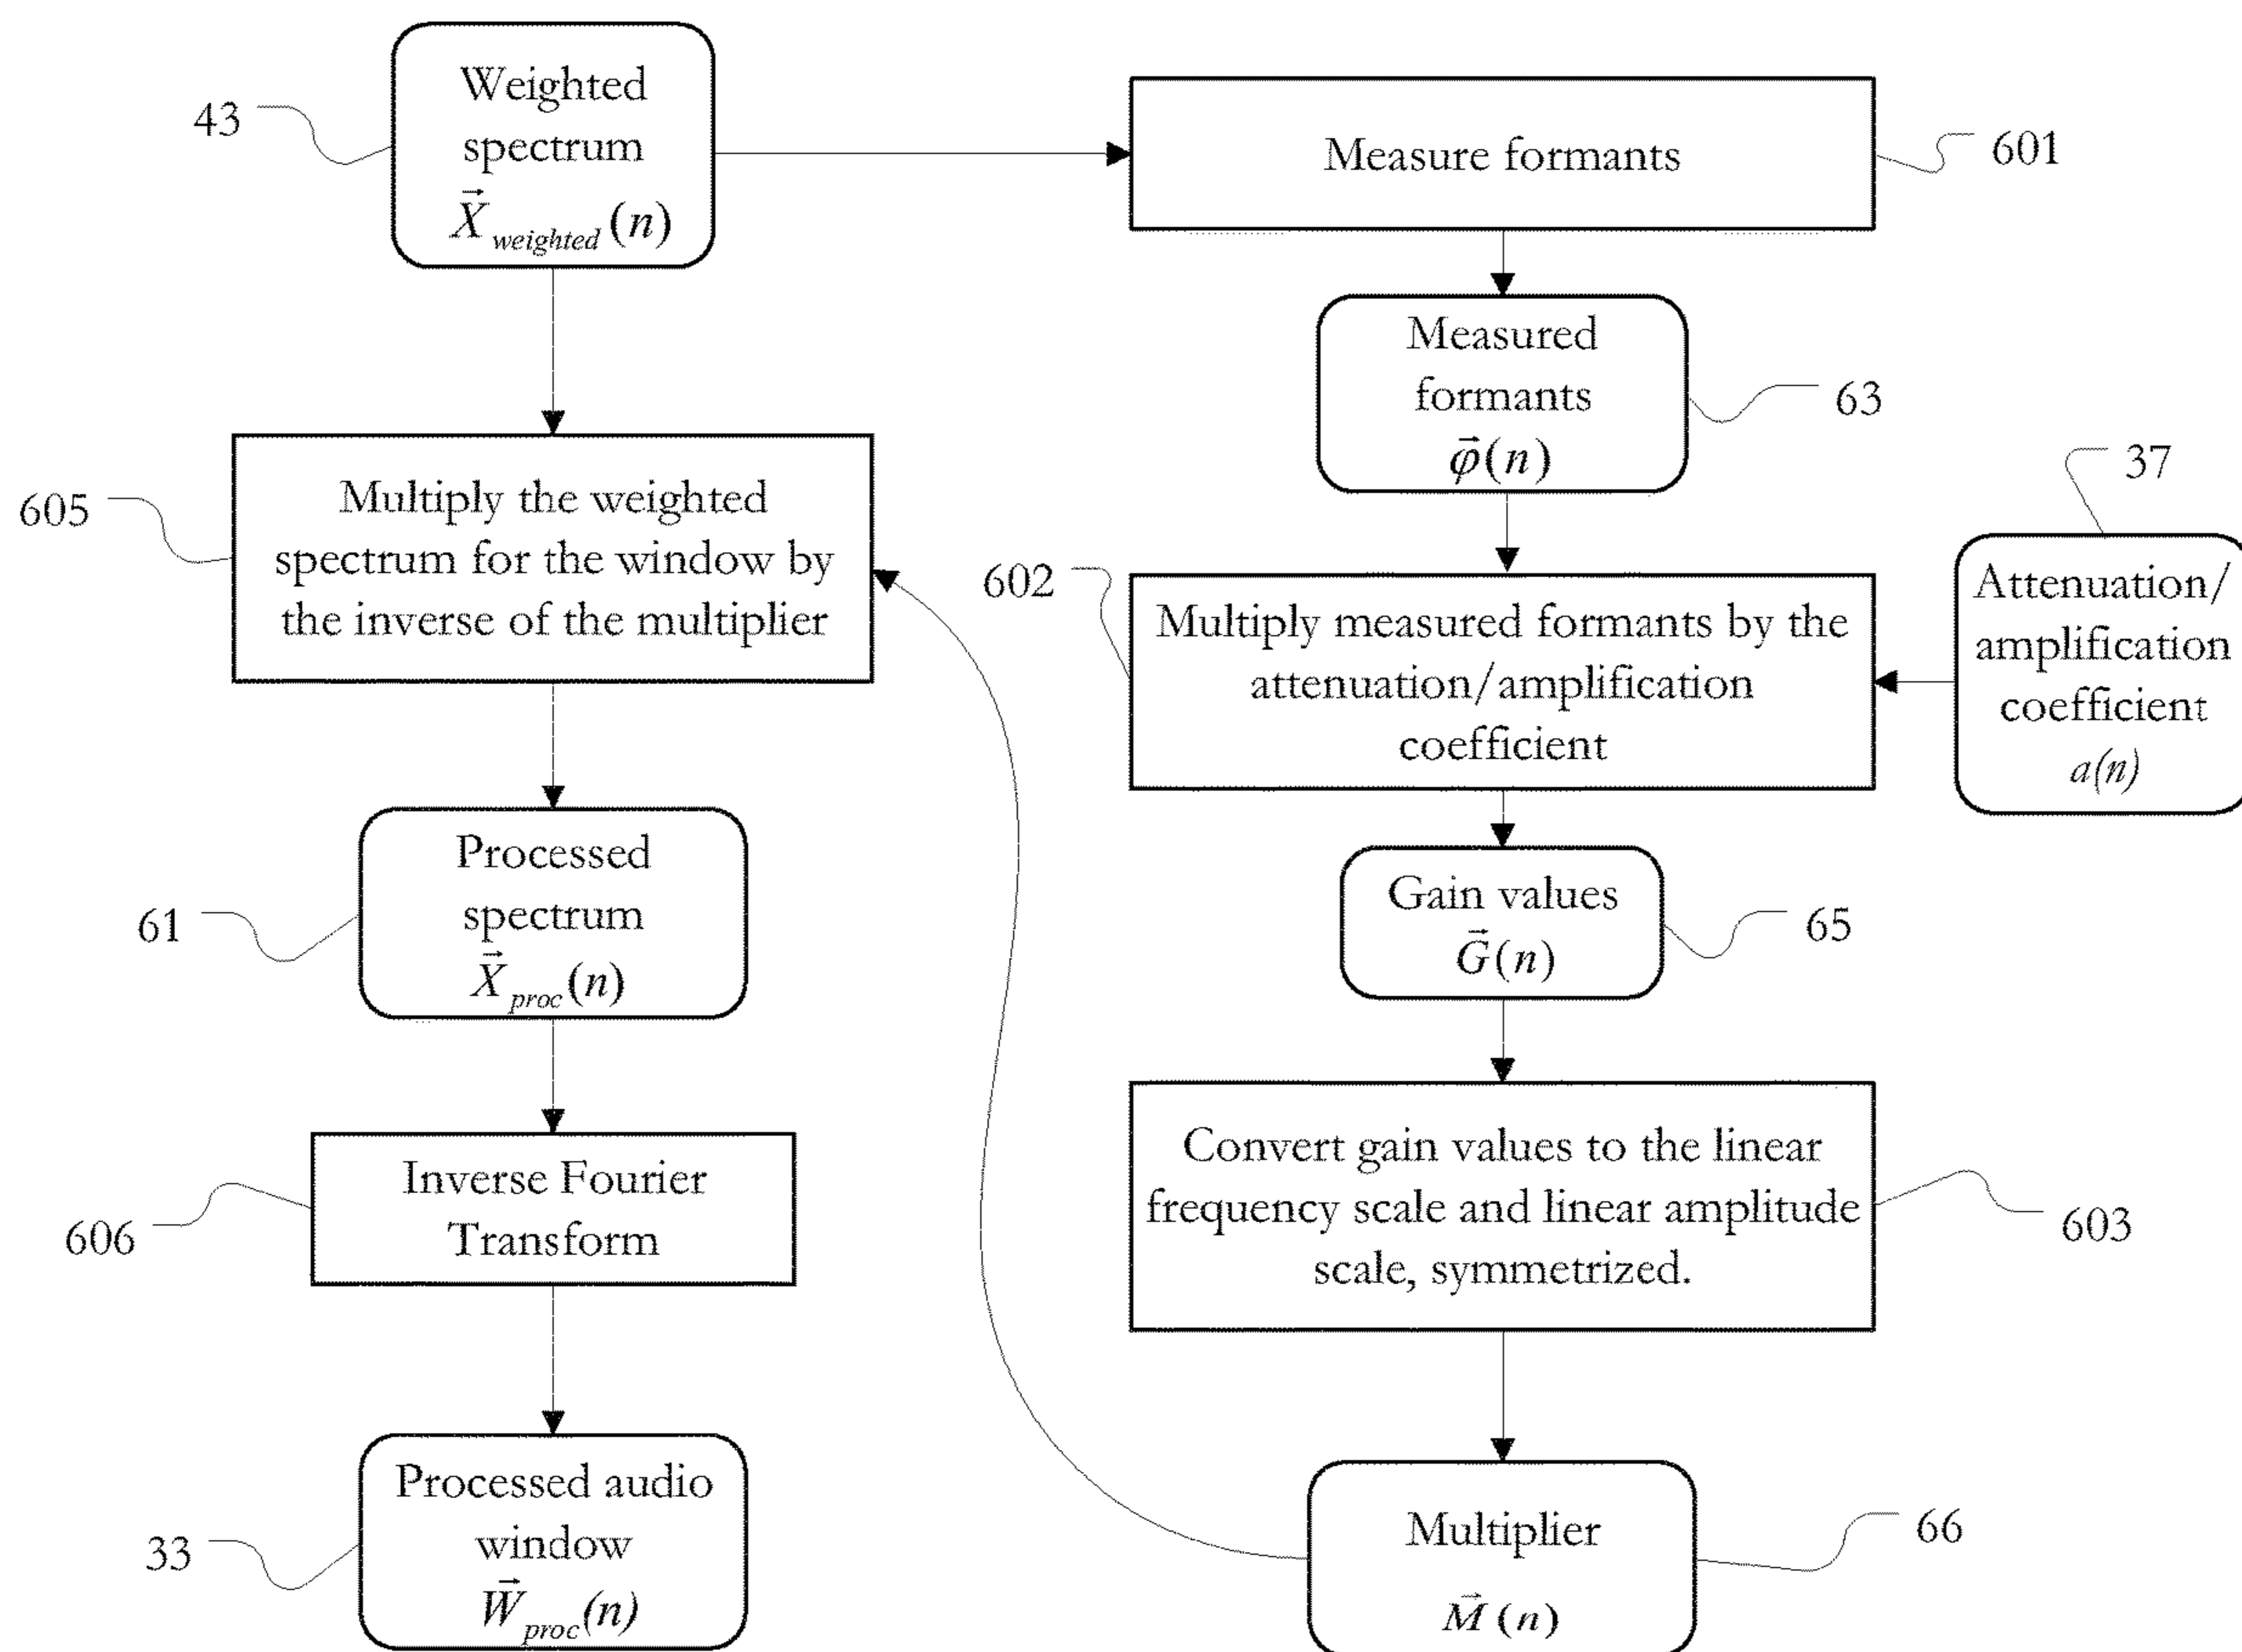 Weighted
spectrum
X⃗ weighted (n)
43
Measure formants
601
Measured
formants
φ⃗(n)
63
37
Attenuation/
amplification
coefficient
a(n)
605
Multiply the weighted
spectrum for the window by
the inverse of the multiplier
602
Multiply measured formants by the
attenuation/amplification
coefficient
Processed
spectrum
X⃗ proc (n)
61
Gain values
G⃗(n)
65
Inverse Fourier
Transform
606
Convert gain values to the linear
frequency scale and linear amplitude
scale, symmetrized.
603
Processed audio
window
W⃗ proc (n)
33
Multiplier
M⃗ (n)
66